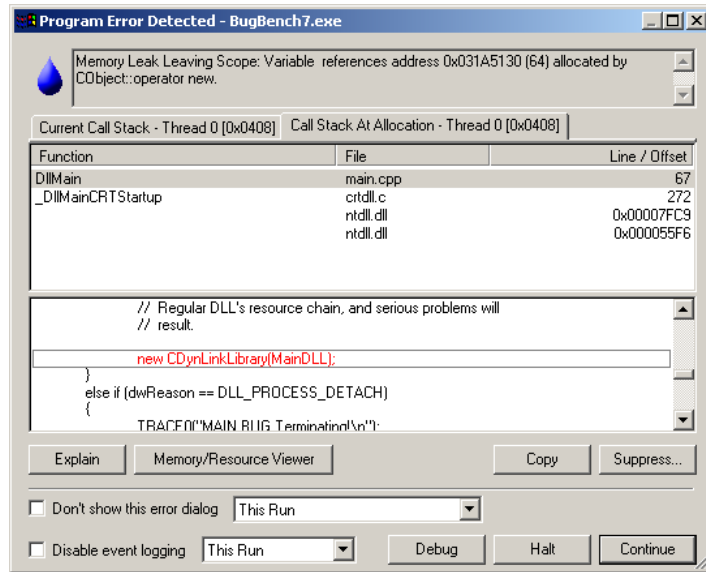 Program Error Detected - BugBench7.exe
Memory Leak Leaving Scope: Variable  references address 0x031A5130 (64) allocated by
CObject::operator new.
Current Call Stack - Thread 0 [0x0408]  Call Stack At Allocation - Thread 0 [0x0408]
Function  File  Line / Offset
DllMain  main.cpp  67
_DllMainCRTStartup  crtdll.c  272
ntdll.dll  0x00007FC9
ntdll.dll  0x000055F6
//  Regular DLL's resource chain, and serious problems will
//  result.
new CDynLinkLibrary(MainDLL);
}
else if (dwReason == DLL_PROCESS_DETACH)
{
TRACE0("MAIN.BUG Terminating!\n");
Explain  Memory/Resource Viewer  Copy  Suppress...
Don't show this error dialog  This Run
Disable event logging  This Run  Debug  Halt  Continue